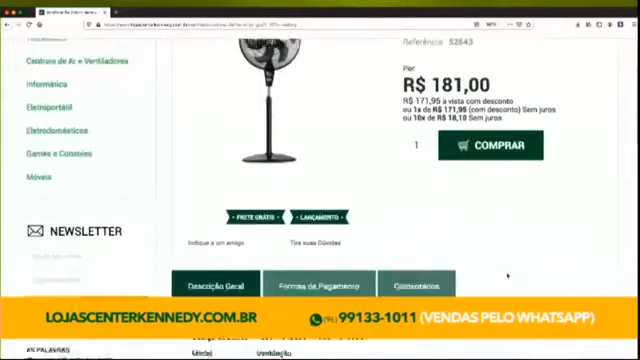 Centrais de Ar e Ventiladores
Informática
Eletroportátil
Eletrodomésticos
Games e Consoles
Móveis
NEWSLETTER
Referência 52643
Por:
R$ 181,00
R$ 171,95 à vista com desconto
ou 1x de R$ 171,95 (com desconto) Sem juros
ou 10x de R$ 18,10 Sem juros
1
COMPRAR
FRETE GRÁTIS
LANÇAMENTO
Indique a um amigo
Tire suas Dúvidas
Descrição Geral
Formas de Pagamento
Comentários
LOJASCENTERKENNEDY.COM.BR
(96) 99133-1011 (VENDAS PELO WHATSAPP)
AS PALAVRAS
Ventilação